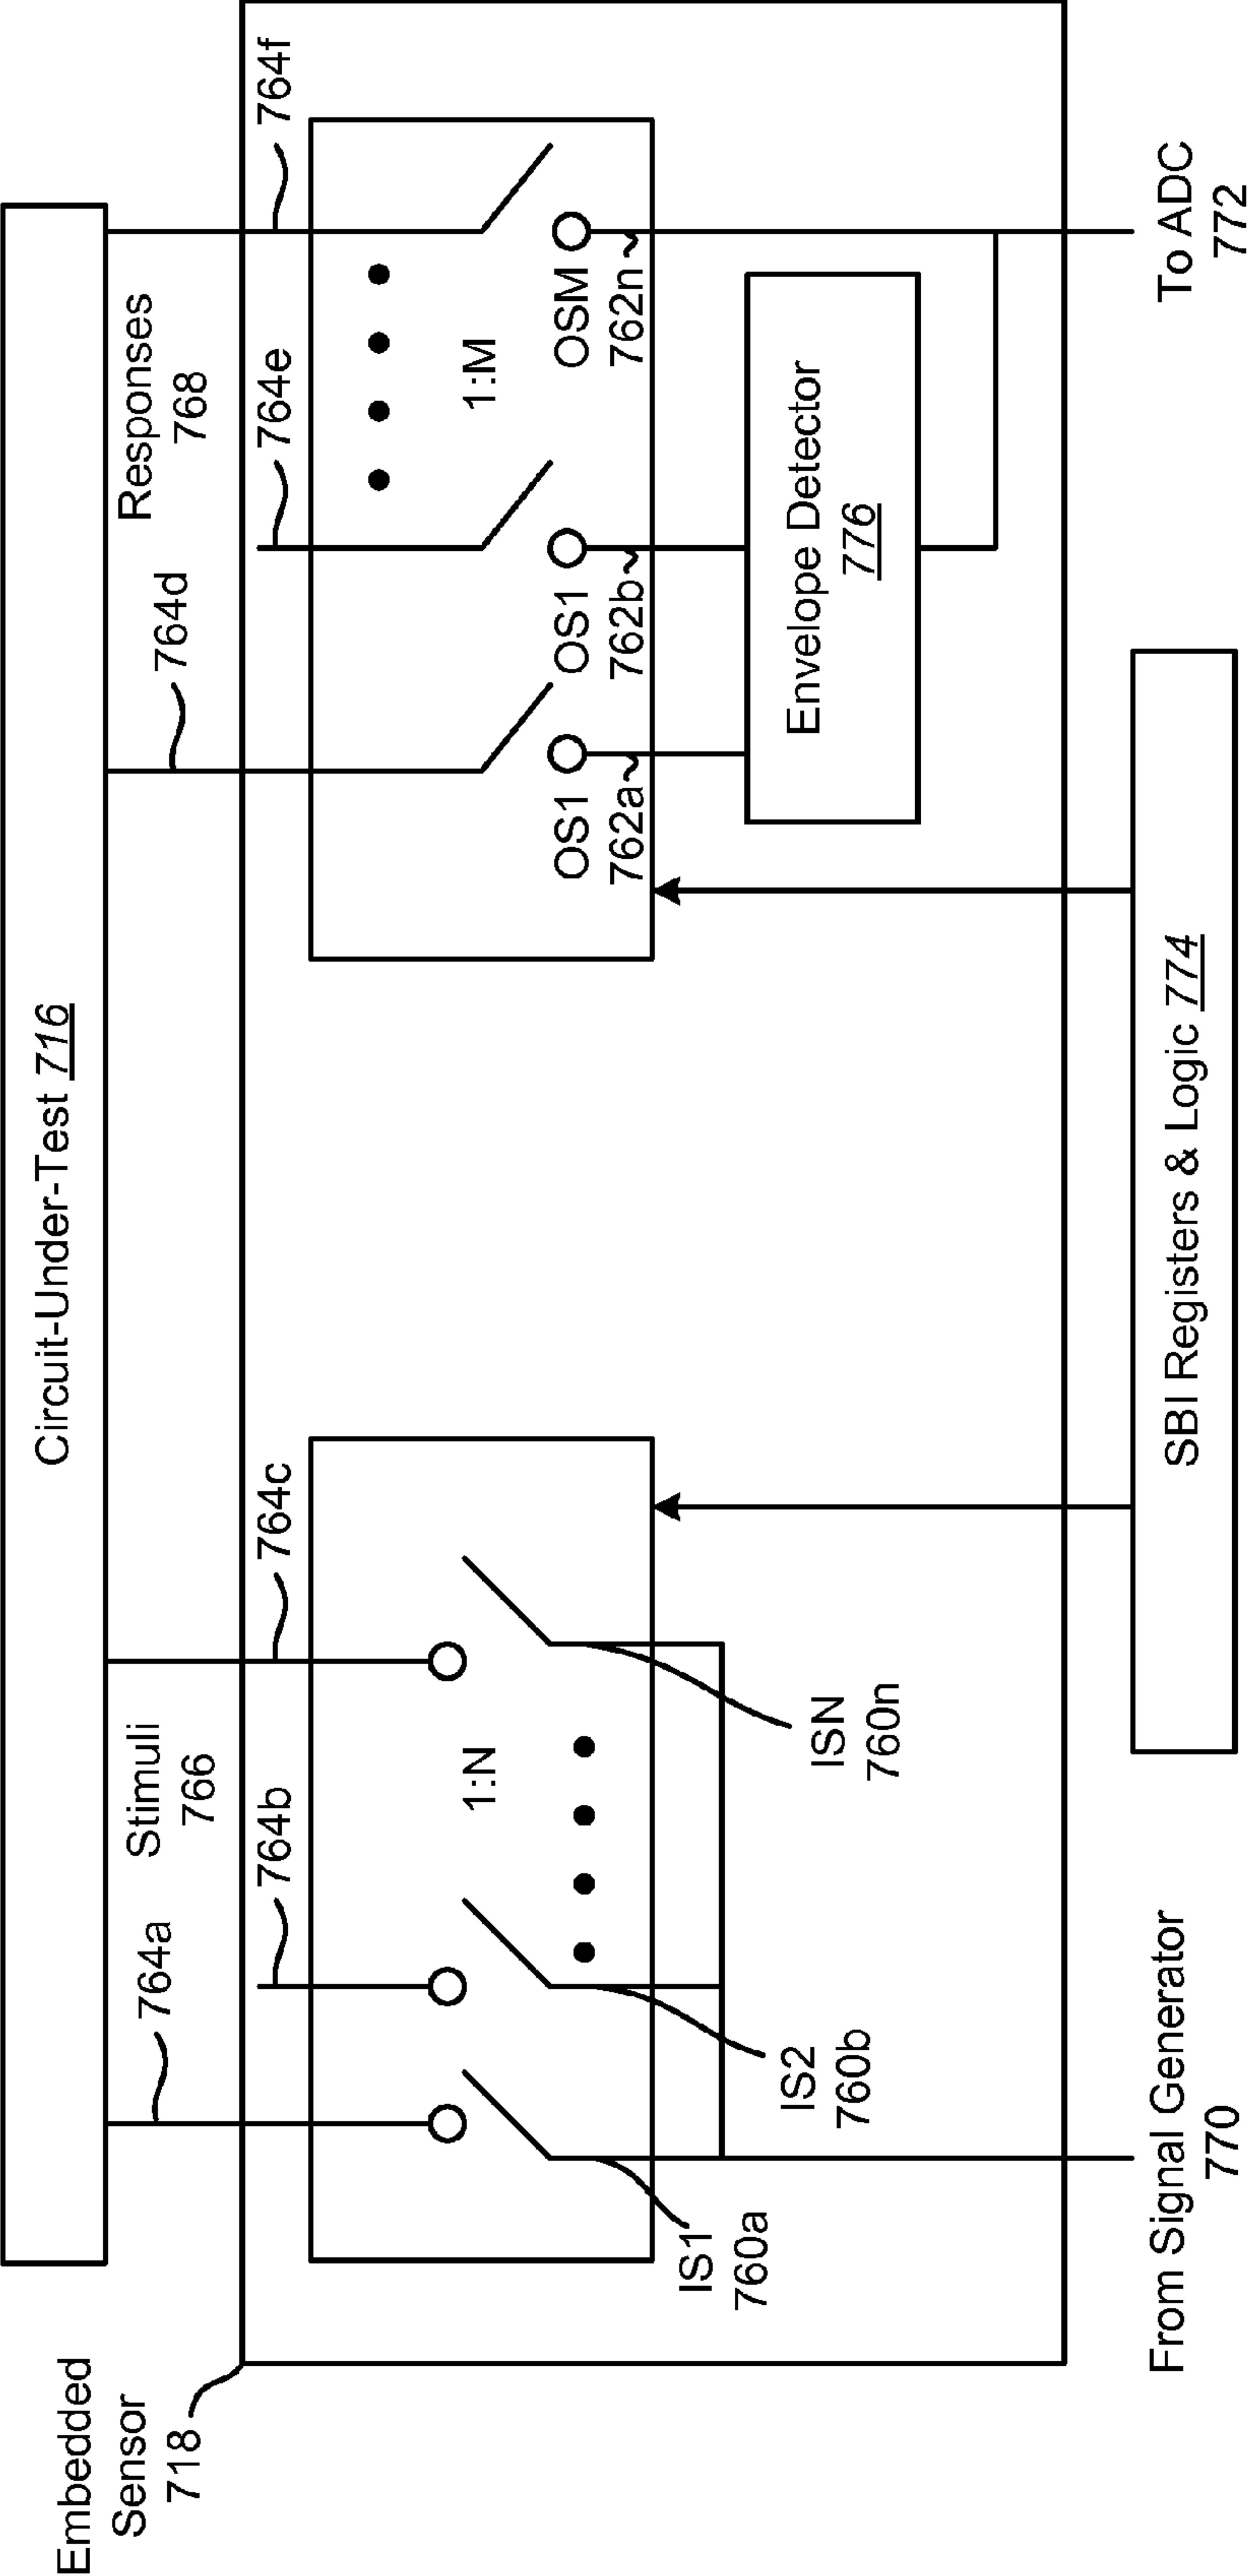 Circuit-Under-Test 716
Embedded
Sensor
718
764a
Stimuli
766
764b
764c
764d
Responses
768
764e
764f
1:N
1:M
IS1
760a
IS2
760b
ISN
760n
OS1
762a
OS1
762b
OSM
762n
Envelope Detector
776
From Signal Generator
770
SBI Registers & Logic 774
To ADC
772